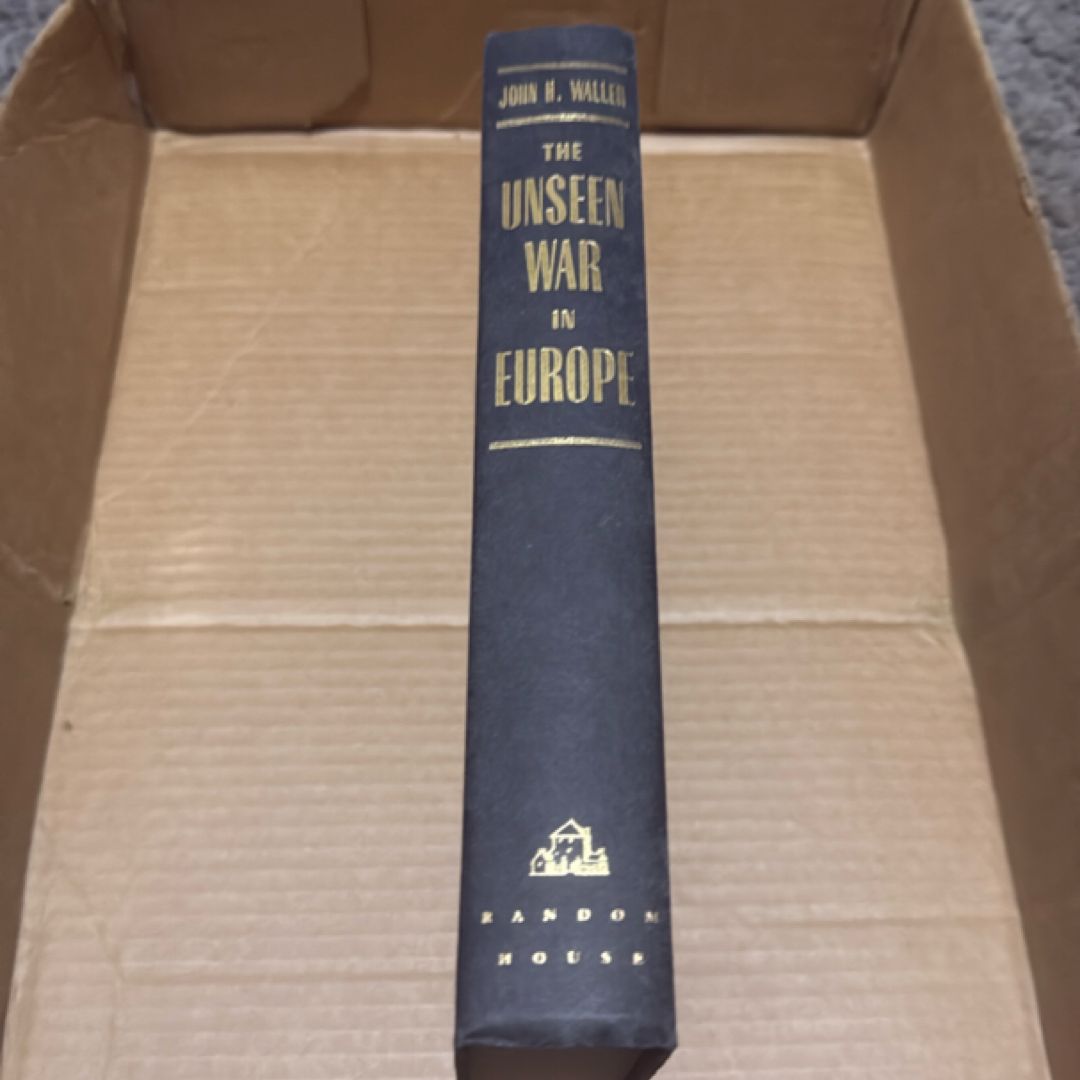 JOHN H. WALLER
THE
UNSEEN
WAR
IN
EUROPE
RANDOM
HOUSE